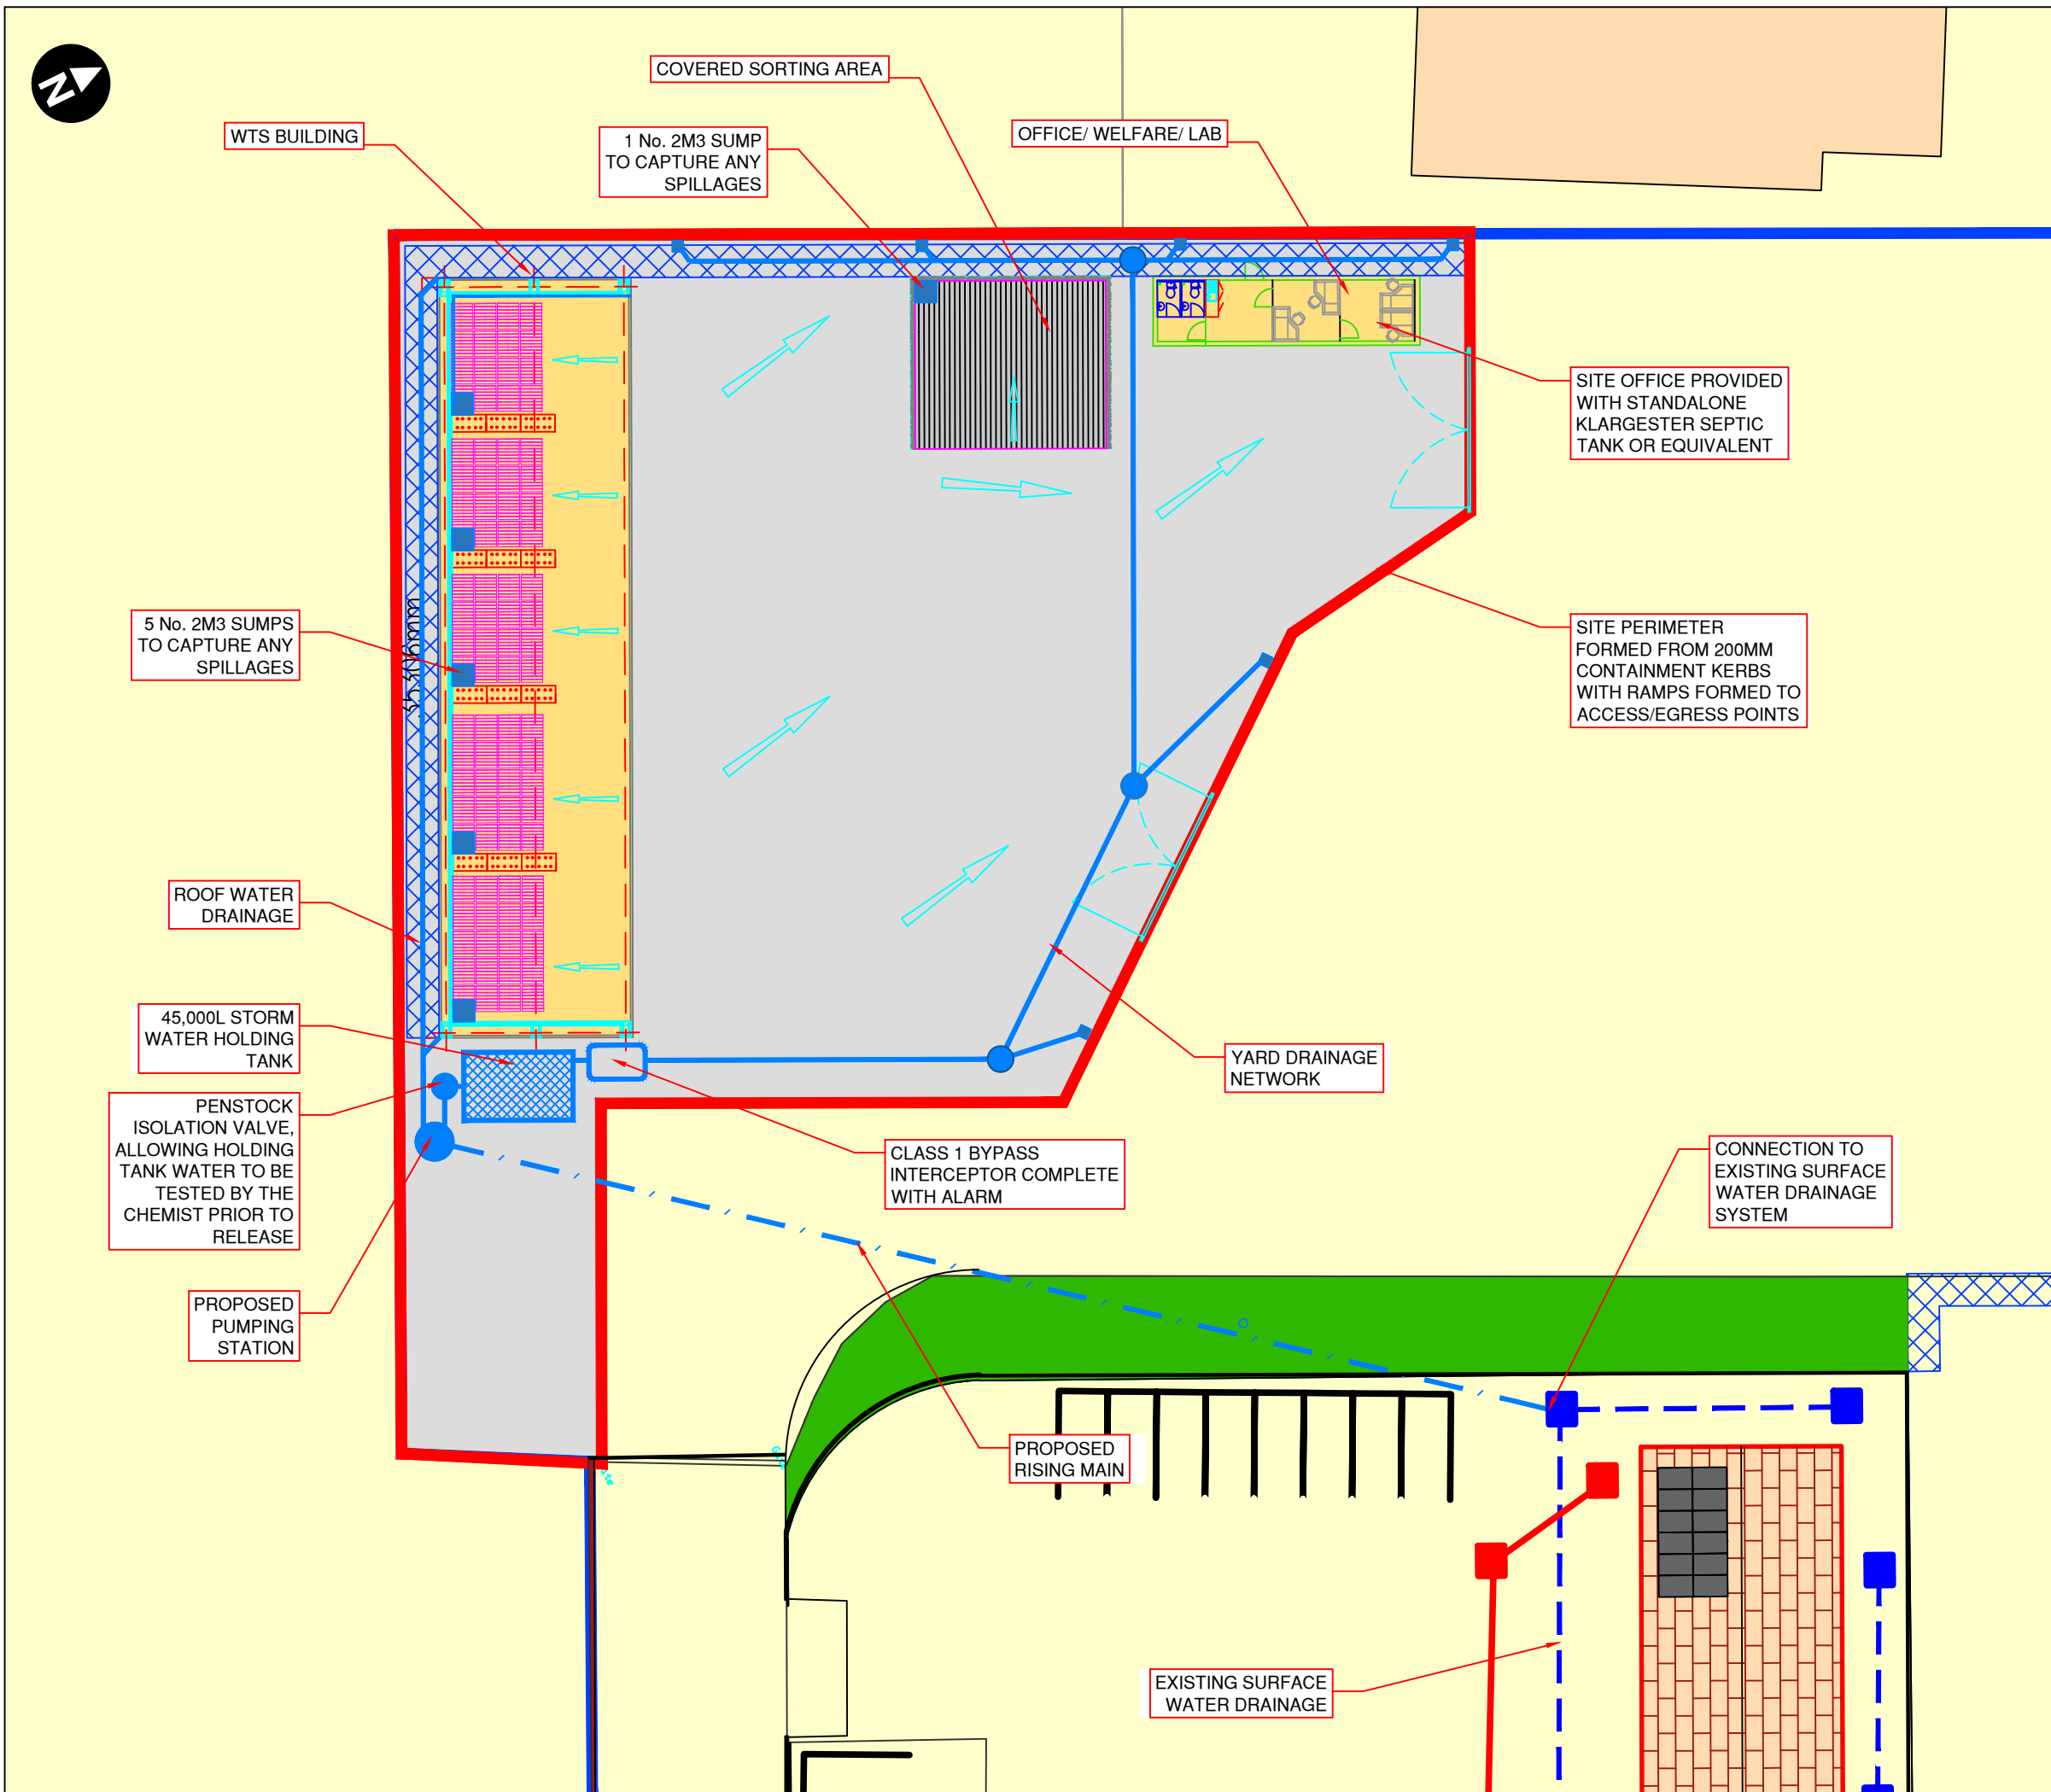 N
COVERED SORTING AREA
WTS BUILDING
1 No. 2M3 SUMP
TO CAPTURE ANY
SPILLAGES
OFFICE/ WELFARE/ LAB
SITE OFFICE PROVIDED
WITH STANDALONE
KLARGESTER SEPTIC
TANK OR EQUIVALENT
5 No. 2M3 SUMPS
TO CAPTURE ANY
SPILLAGES
SITE PERIMETER
FORMED FROM 200MM
CONTAINMENT KERBS
WITH RAMPS FORMED TO
ACCESS/EGRESS POINTS
ROOF WATER
DRAINAGE
45,000L STORM
WATER HOLDING
TANK
YARD DRAINAGE
NETWORK
PENSTOCK
ISOLATION VALVE,
ALLOWING HOLDING
TANK WATER TO BE
TESTED BY THE
CHEMIST PRIOR TO
RELEASE
CLASS 1 BYPASS
INTERCEPTOR COMPLETE
WITH ALARM
CONNECTION TO
EXISTING SURFACE
WATER DRAINAGE
SYSTEM
PROPOSED
PUMPING
STATION
PROPOSED
RISING MAIN
EXISTING SURFACE
WATER DRAINAGE